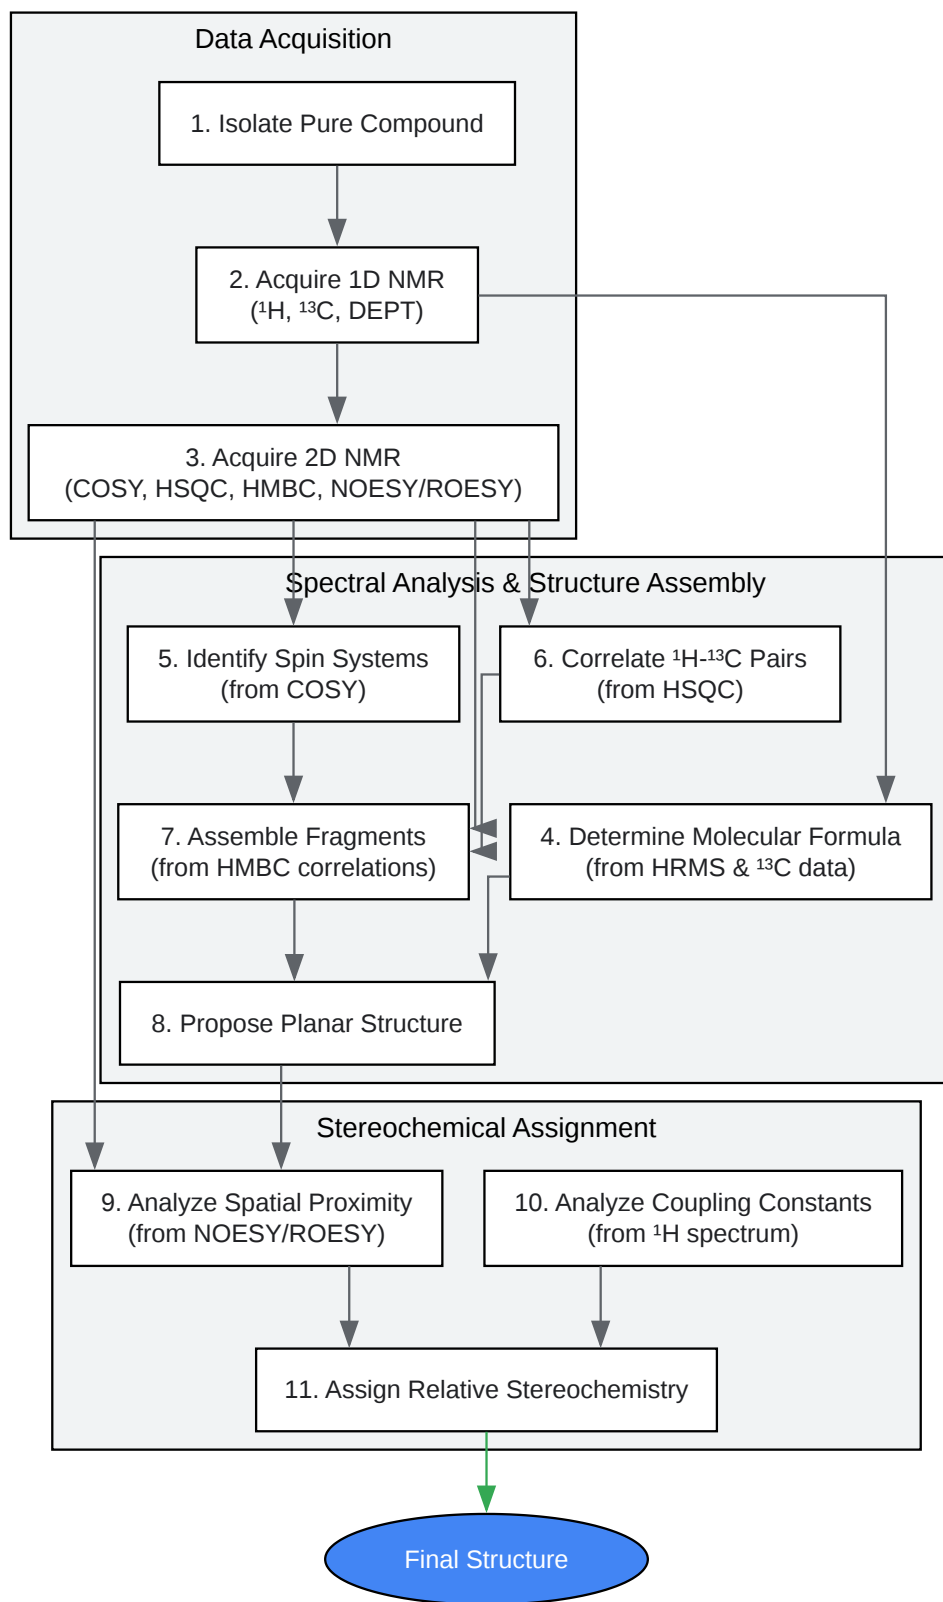 Data Acquisition
1. Isolate Pure Compound
2. Acquire 1D NMR
(¹H, ¹³C, DEPT)
3. Acquire 2D NMR
(COSY, HSQC, HMBC, NOESY/ROESY)
Spectral Analysis & Structure Assembly
5. Identify Spin Systems
(from COSY)
6. Correlate ¹H-¹³C Pairs
(from HSQC)
7. Assemble Fragments
(from HMBC correlations)
4. Determine Molecular Formula
(from HRMS & ¹³C data)
8. Propose Planar Structure
Stereochemical Assignment
9. Analyze Spatial Proximity
(from NOESY/ROESY)
10. Analyze Coupling Constants
(from ¹H spectrum)
11. Assign Relative Stereochemistry
Final Structure